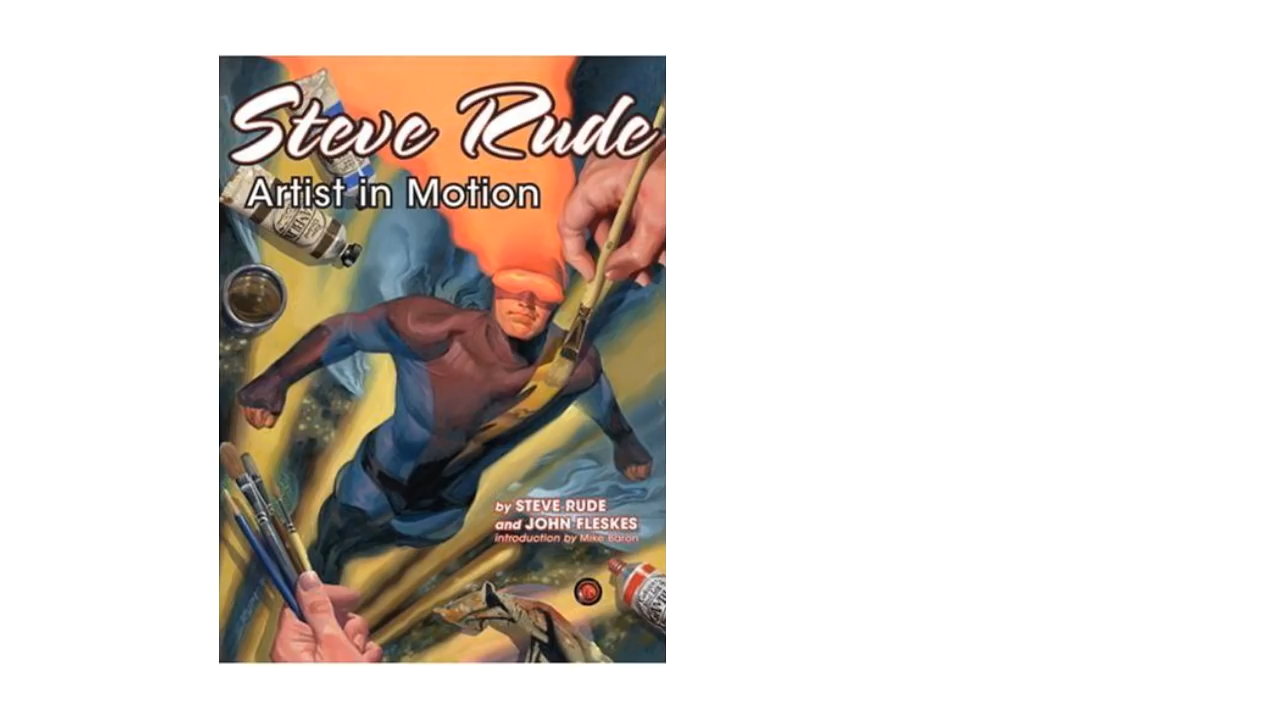 Steve Rude
Artist in Motion
by STEVE RUDE
and JOHN FLESKES
introduction by Mike Baron